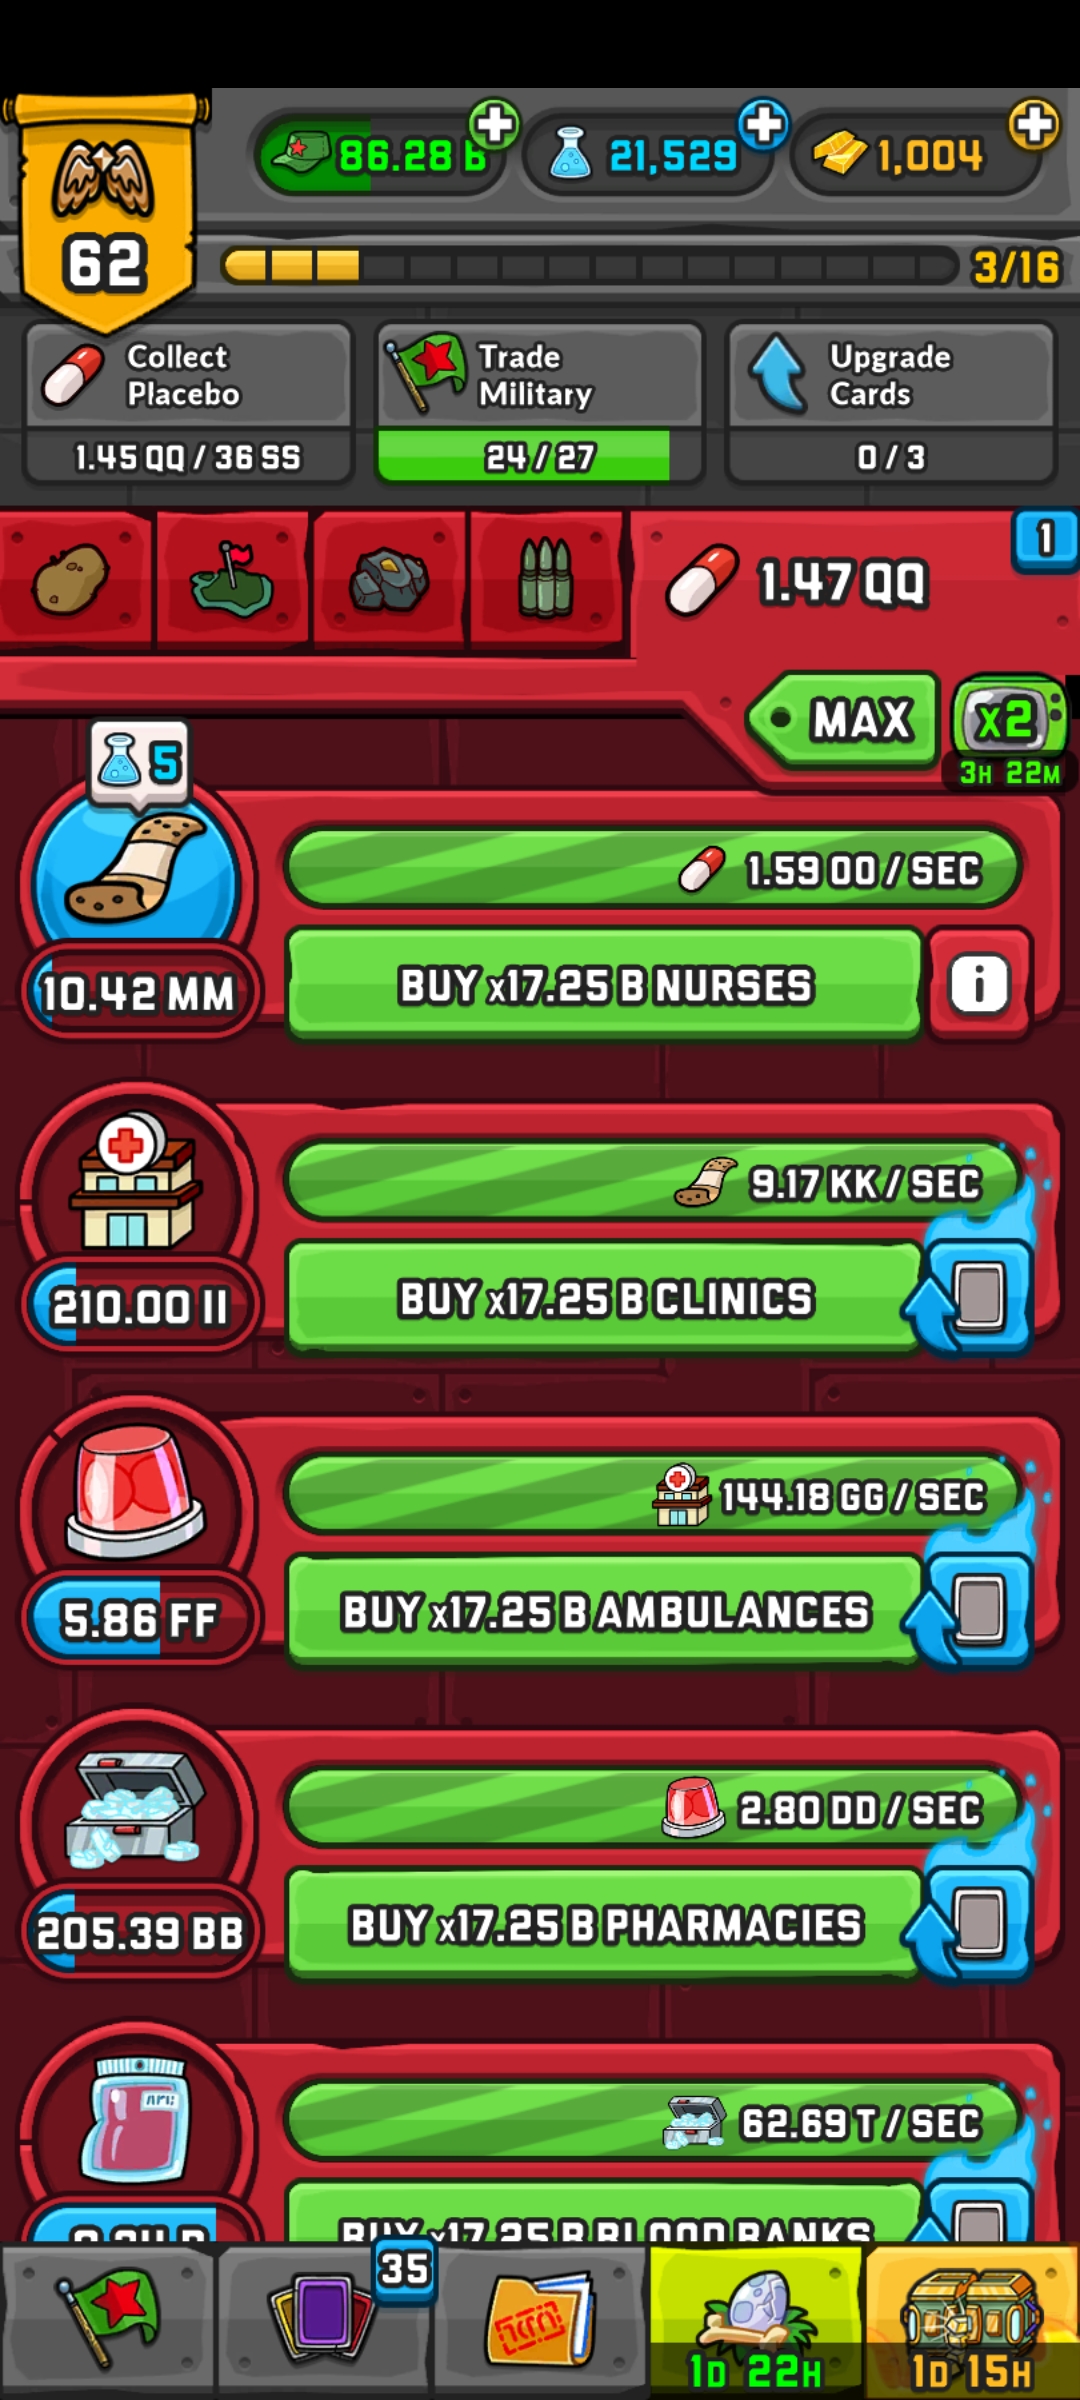 86.28 B
21,529
1,004
62
3/16
Collect
Placebo
Trade
Military
Upgrade
Cards
1.45 QQ / 36 SS
24 / 27
0 / 3
1
1.47 QQ
MAX
x2
3H 22M
5
1.59 OO / SEC
10.42 MM
BUY x17.25 B NURSES
i
9.17 KK / SEC
210.00 II
BUY x17.25 B CLINICS
144.18 GG / SEC
5.86 FF
BUY x17.25 B AMBULANCES
2.80 DD / SEC
205.39 BB
BUY x17.25 B PHARMACIES
62.69 T / SEC
BUY x17.25 B BLOOD BANKS
35
1D 22H
1D 15H